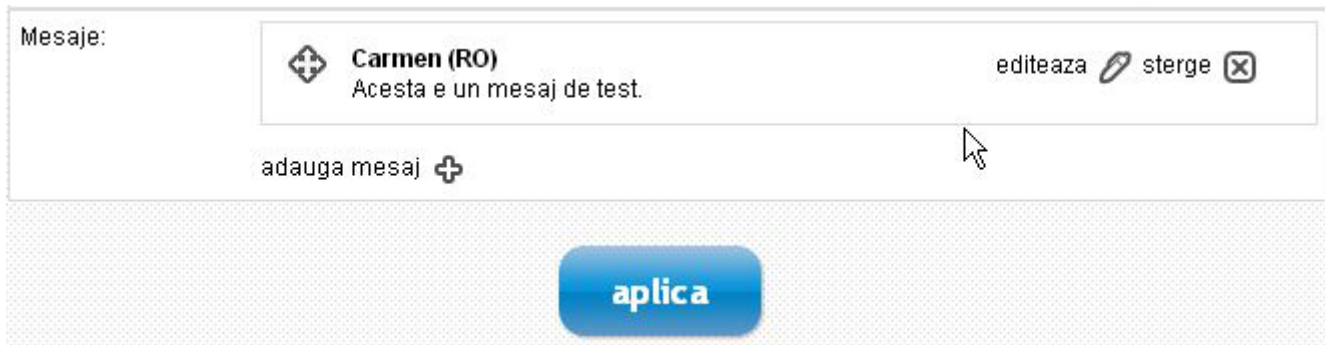 Mesaje:
Carmen (RO)
editeaza sterge
Acesta e un mesaj de test.
adauga mesaj
aplica